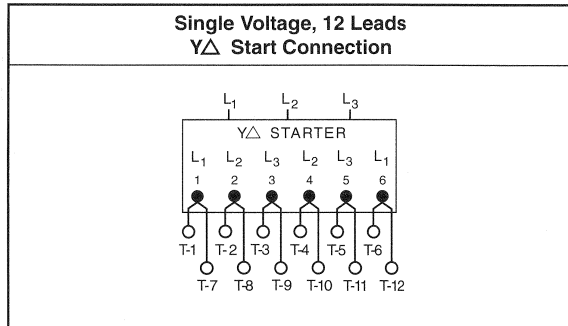 Single Voltage, 12 Leads
Y△ Start Connection
L₁ L₂ L₃
Y△ STARTER
L₁ L₂ L₃ L₂ L₃ L₁
1 2 3 4 5 6
T-1 T-2 T-3 T-4 T-5 T-6
T-7 T-8 T-9 T-10 T-11 T-12